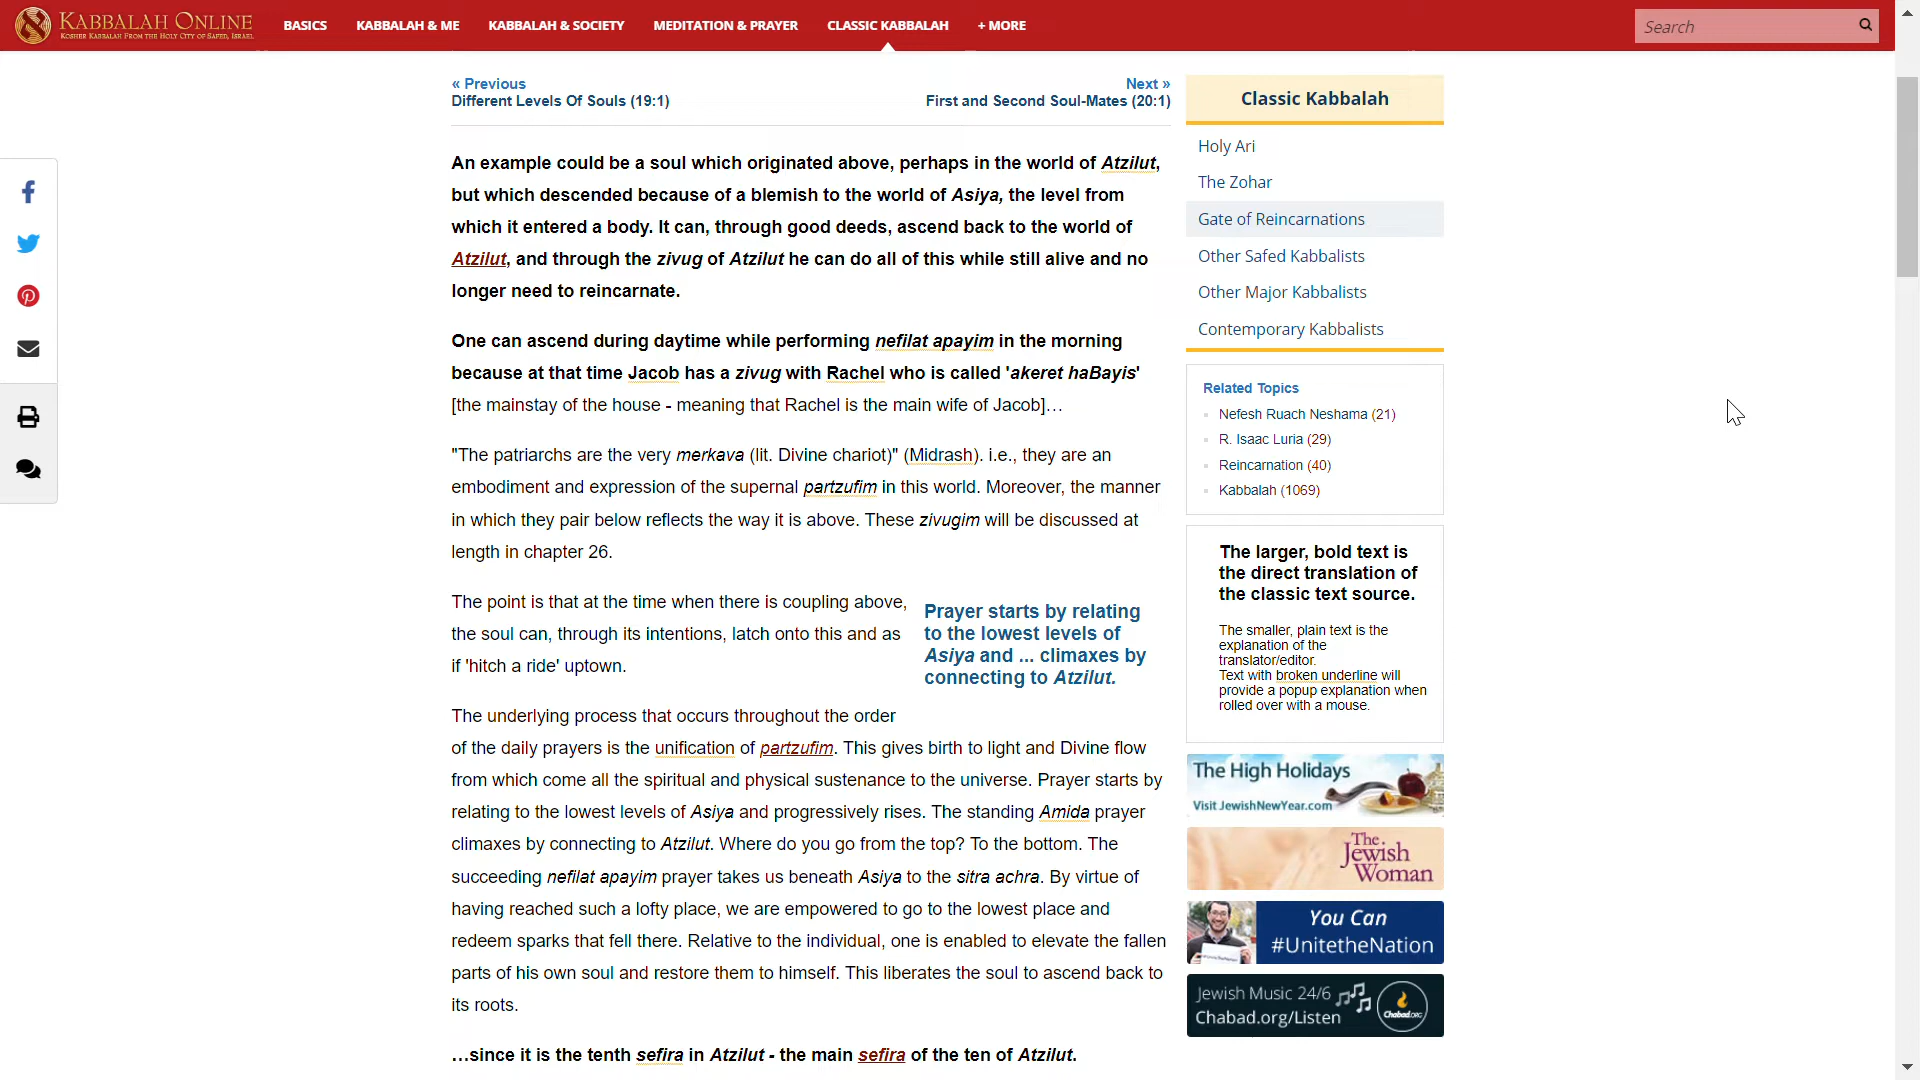 KABBALAH ONLINE
KOSHER KABBALAH FROM THE HOLY CITY OF SAFED, ISRAEL
BASICS
KABBALAH & ME
KABBALAH & SOCIETY
MEDITATION & PRAYER
CLASSIC KABBALAH
+ MORE
Search
« Previous
Different Levels Of Souls (19:1)
Next »
First and Second Soul-Mates (20:1)
An example could be a soul which originated above, perhaps in the world of Atzilut,
but which descended because of a blemish to the world of Asiya, the level from
which it entered a body. It can, through good deeds, ascend back to the world of
Atzilut, and through the zivug of Atzilut he can do all of this while still alive and no
longer need to reincarnate.
One can ascend during daytime while performing nefilat apayim in the morning
because at that time Jacob has a zivug with Rachel who is called 'akeret haBayis'
[the mainstay of the house - meaning that Rachel is the main wife of Jacob]…
"The patriarchs are the very merkava (lit. Divine chariot)" (Midrash). i.e., they are an
embodiment and expression of the supernal partzufim in this world. Moreover, the manner
in which they pair below reflects the way it is above. These zivugim will be discussed at
length in chapter 26.
The point is that at the time when there is coupling above,
the soul can, through its intentions, latch onto this and as
if 'hitch a ride' uptown.
Prayer starts by relating
to the lowest levels of
Asiya and ... climaxes by
connecting to Atzilut.
The underlying process that occurs throughout the order
of the daily prayers is the unification of partzufim. This gives birth to light and Divine flow
from which come all the spiritual and physical sustenance to the universe. Prayer starts by
relating to the lowest levels of Asiya and progressively rises. The standing Amida prayer
climaxes by connecting to Atzilut. Where do you go from the top? To the bottom. The
succeeding nefilat apayim prayer takes us beneath Asiya to the sitra achra. By virtue of
having reached such a lofty place, we are empowered to go to the lowest place and
redeem sparks that fell there. Relative to the individual, one is enabled to elevate the fallen
parts of his own soul and restore them to himself. This liberates the soul to ascend back to
its roots.
…since it is the tenth sefira in Atzilut - the main sefira of the ten of Atzilut.
Classic Kabbalah
Holy Ari
The Zohar
Gate of Reincarnations
Other Safed Kabbalists
Other Major Kabbalists
Contemporary Kabbalists
Related Topics
Nefesh Ruach Neshama (21)
R. Isaac Luria (29)
Reincarnation (40)
Kabbalah (1069)
The larger, bold text is
the direct translation of
the classic text source.
The smaller, plain text is the
explanation of the
translator/editor.
Text with broken underline will
provide a popup explanation when
rolled over with a mouse.
The High Holidays
Visit JewishNewYear.com
The
Jewish
Woman
You Can
#UnitetheNation
Jewish Music 24/6
Chabad.org/Listen
Chabad.ORG